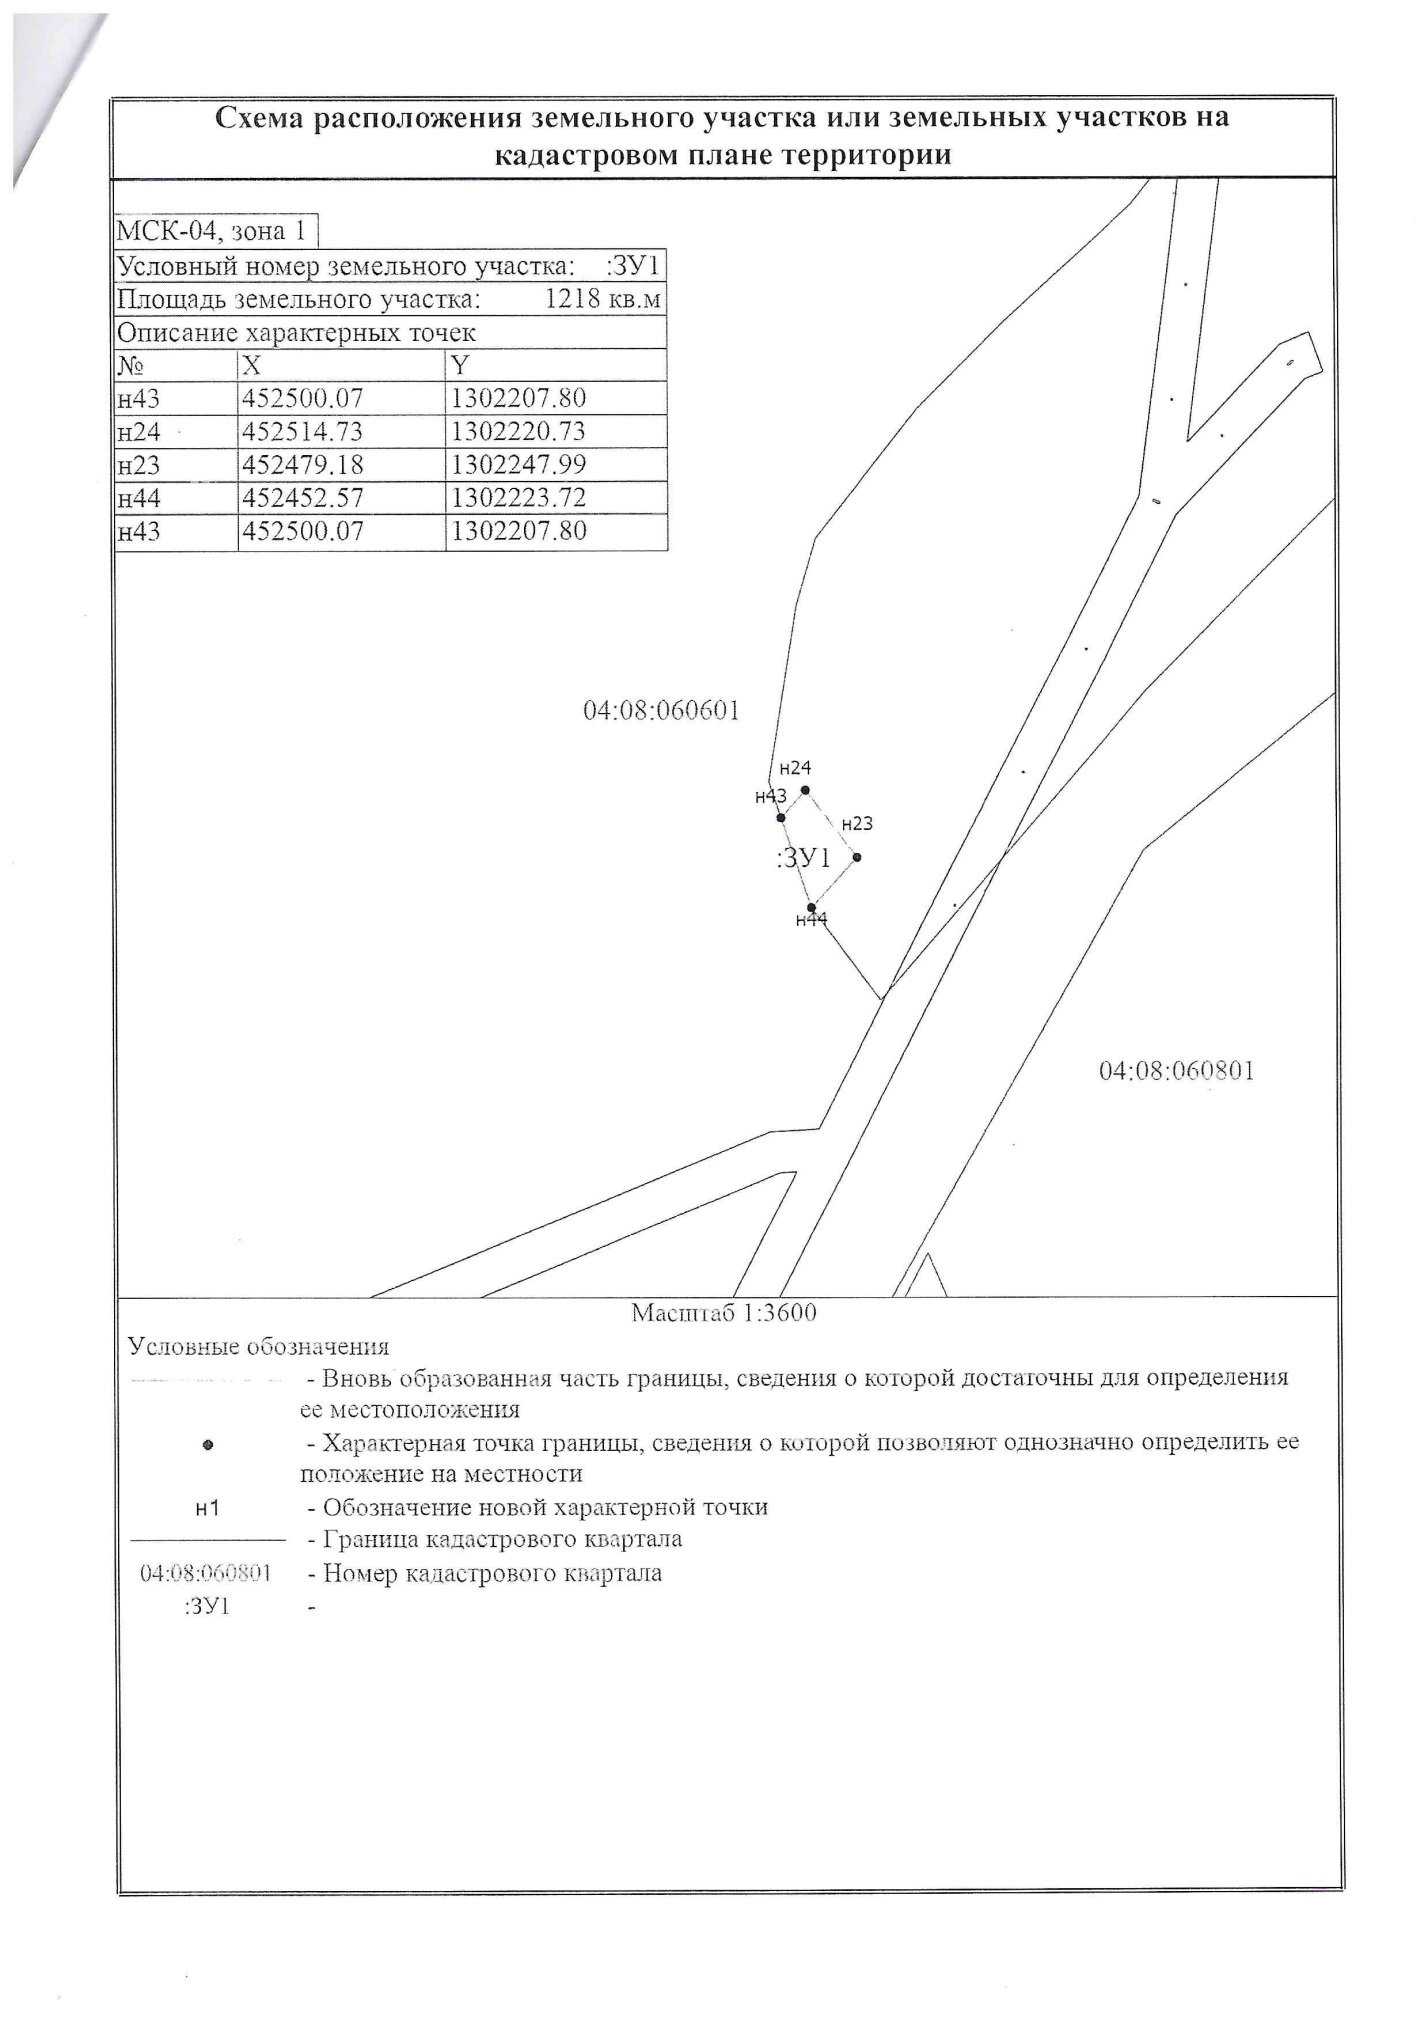 Схема расположения земельного участка или земельных участков на
кадастровом плане территории
МСК-04, зона 1
Условный номер земельного участка: :ЗУ1
Площадь земельного участка: 1218 кв.м
Описание характерных точек
№ X Y
н43 452500.07 1302207.80
н24 452514.73 1302220.73
н23 452479.18 1302247.99
н44 452452.57 1302223.72
н43 452500.07 1302207.80
04:08:060601
н24
н43
н23
:ЗУ1
н44
04:08:060801
Масштаб 1:3600
Условные обозначения
- Вновь образованная часть границы, сведения о которой достаточны для определения
ее местоположения
- Характерная точка границы, сведения о которой позволяют однозначно определить ее
положение на местности
н1 - Обозначение новой характерной точки
- Граница кадастрового квартала
04:08:060801 - Номер кадастрового квартала
:ЗУ1 -